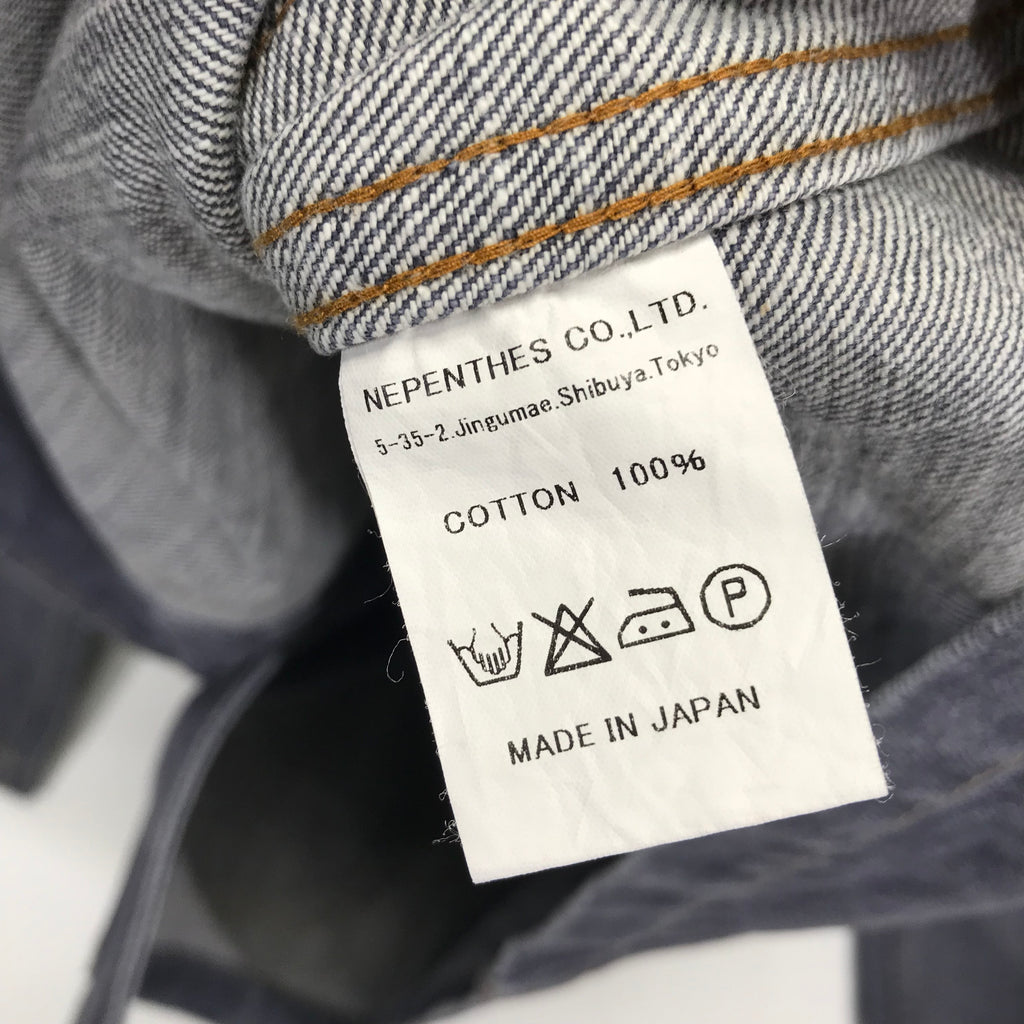 NEPENTHES CO.,LTD.
5-35-2.Jingumae.Shibuya.Tokyo
COTTON 100%
P
MADE IN JAPAN